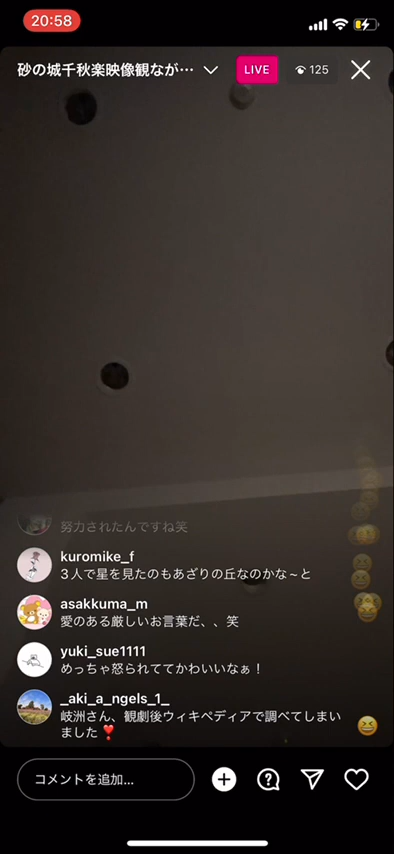 20:58
砂の城千秋楽映像観なが…
LIVE
125
努力されたんですね笑
kuromike_f
3人で星を見たのもあざりの丘なのかな～と
asakkuma_m
愛のある厳しいお言葉だ、、笑
yuki_sue1111
めっちゃ怒られててかわいいなぁ！
_aki_a_ngels_1_
岐洲さん、観劇後ウィキペディアで調べてしまい
ました❣️
コメントを追加...